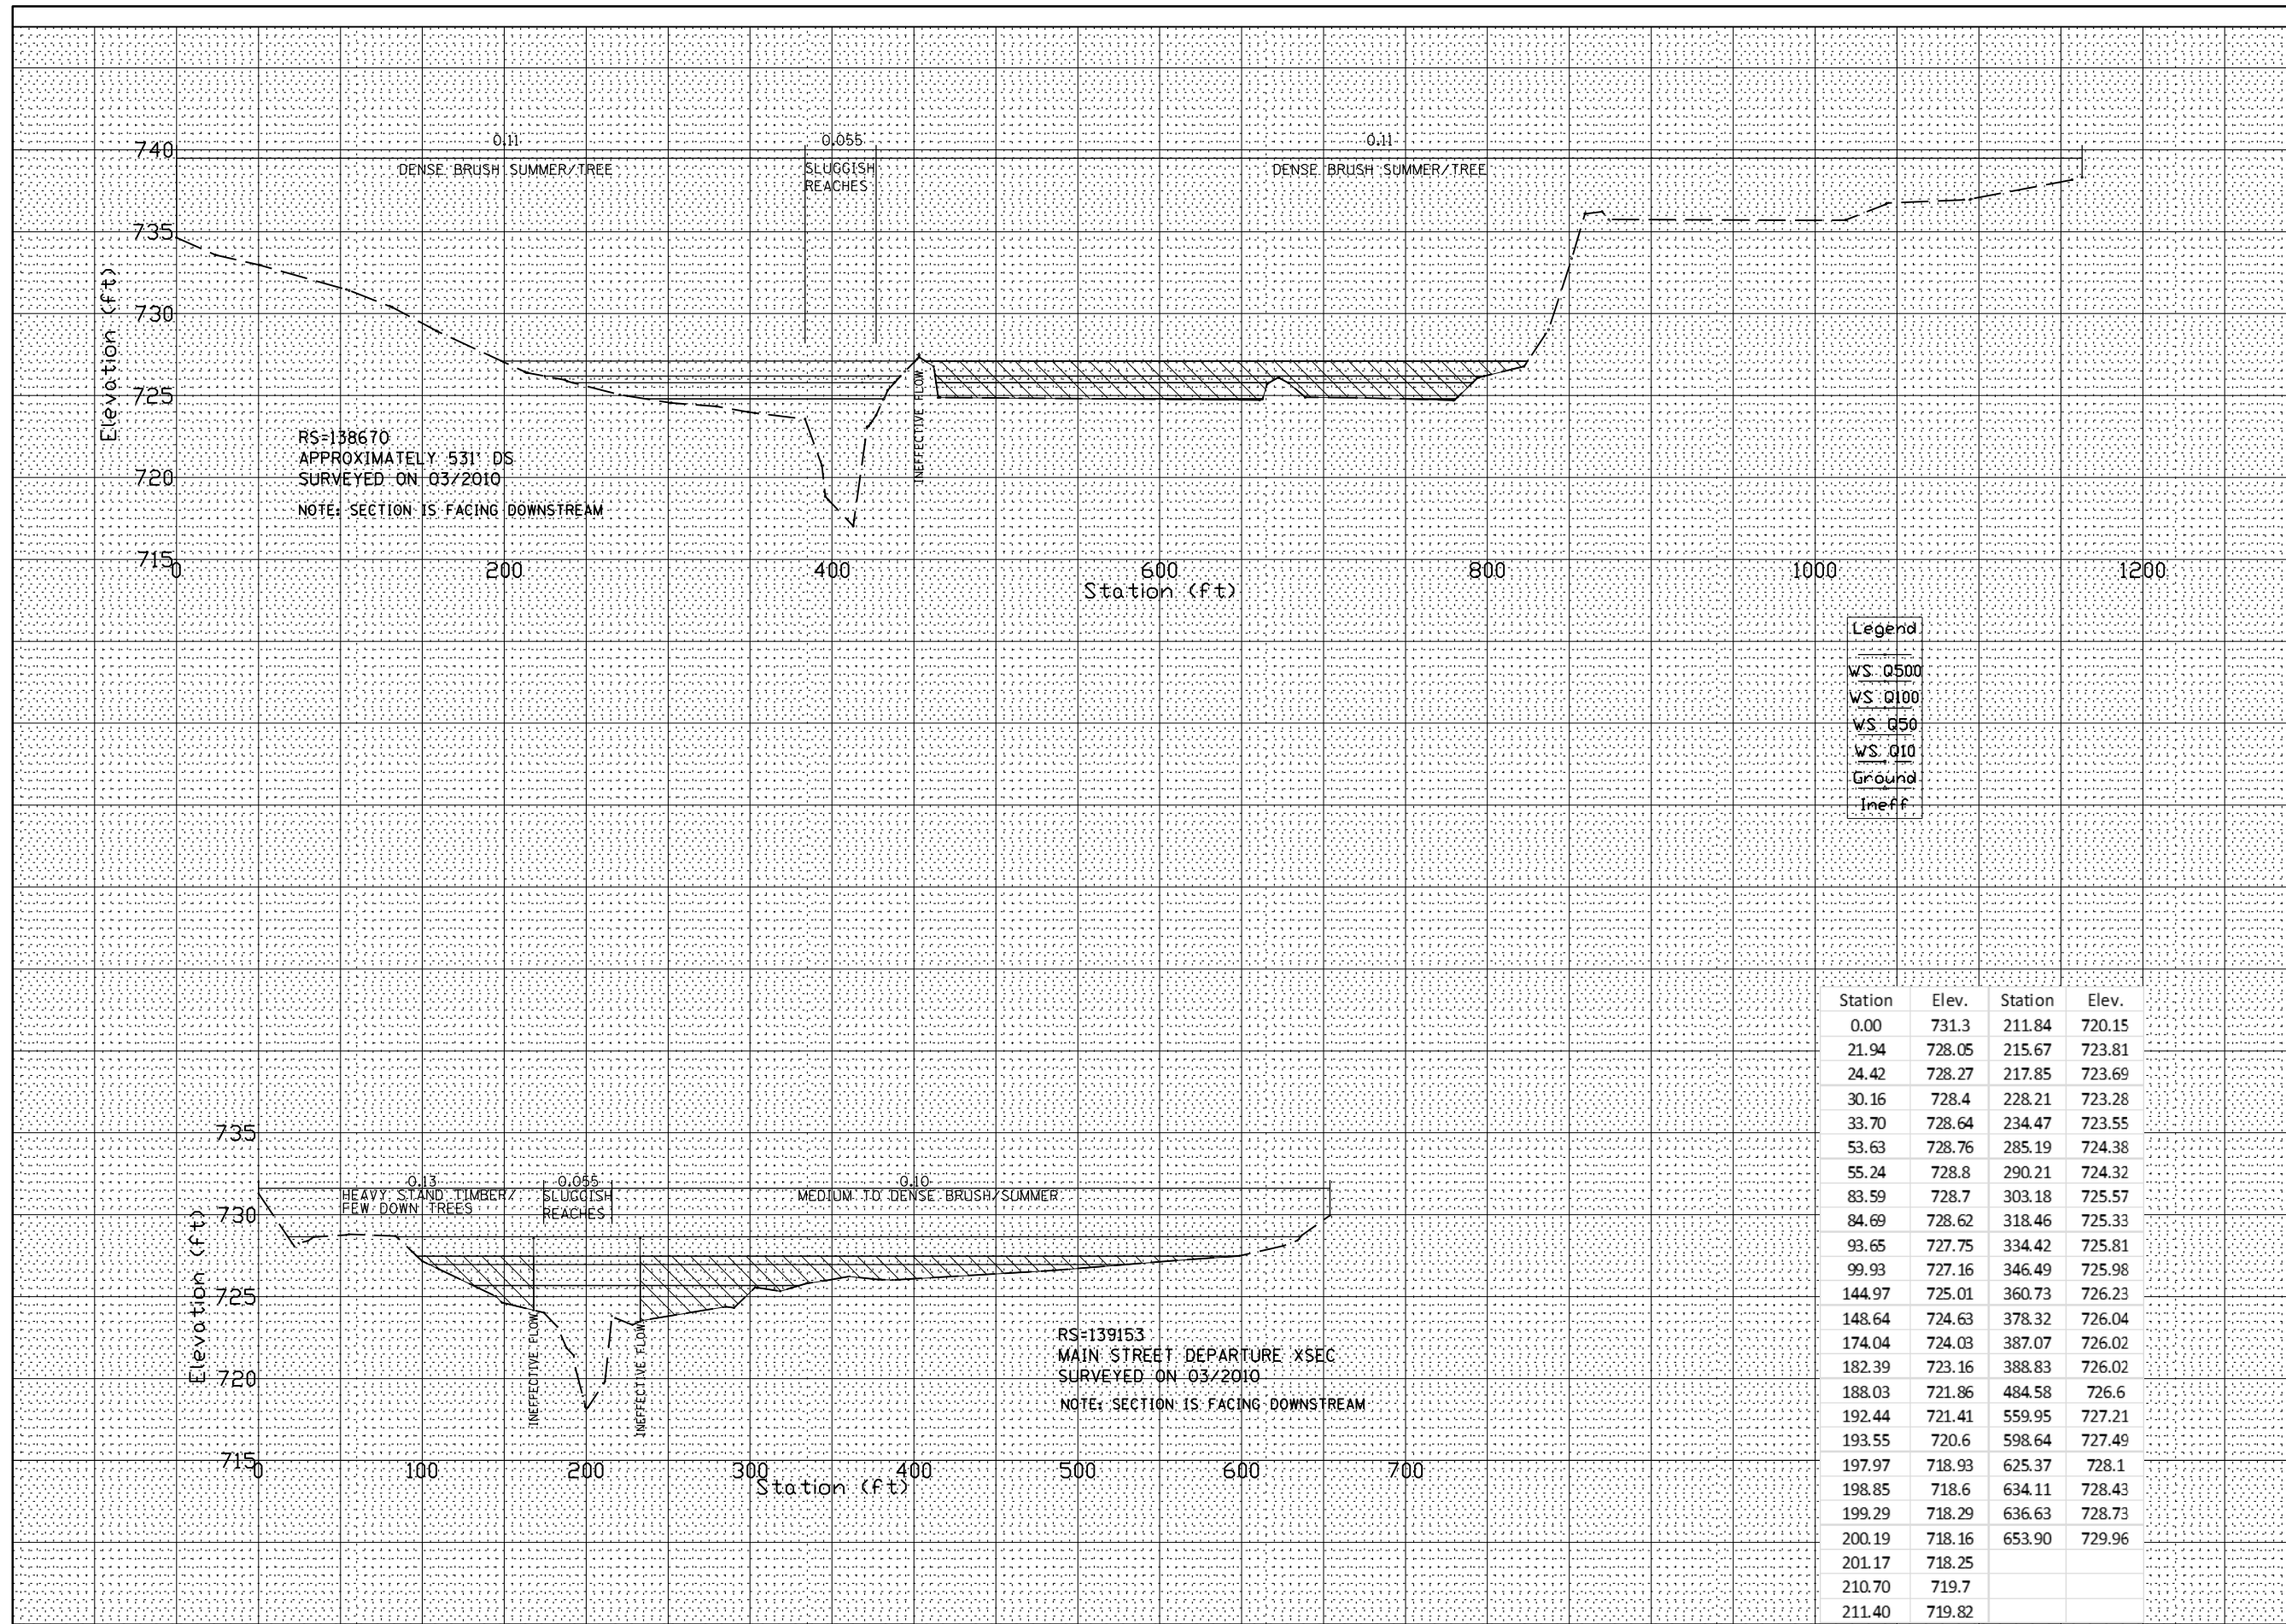 0.11
0.055
0.11
740
DENSE BRUSH SUMMER/TREE
SLUGGISH
REACHES
DENSE BRUSH SUMMER/TREE
735
730
725
720
715
Elevation (ft)
INEFFECTIVE FLOW
RS=138670
APPROXIMATELY 531' DS
SURVEYED ON 03/2010
NOTE: SECTION IS FACING DOWNSTREAM
0 200 400 600 800 1000 1200
Station (ft)
Legend
WS Q500
WS Q100
WS Q50
WS Q10
Ground
Ineff
735
730
725
720
715
Elevation (ft)
0.13
HEAVY STAND TIMBER/
FEW DOWN TREES
0.055
SLUGGISH
REACHES
0.10
MEDIUM TO DENSE BRUSH/SUMMER
INEFFECTIVE FLOW
INEFFECTIVE FLOW
RS=139153
MAIN STREET DEPARTURE XSEC
SURVEYED ON 03/2010
NOTE: SECTION IS FACING DOWNSTREAM
0 100 200 300 400 500 600 700
Station (ft)
Station Elev. Station Elev.
0.00 731.3 211.84 720.15
21.94 728.05 215.67 723.81
24.42 728.27 217.85 723.69
30.16 728.4 228.21 723.28
33.70 728.64 234.47 723.55
53.63 728.76 285.19 724.38
55.24 728.8 290.21 724.32
83.59 728.7 303.18 725.57
84.69 728.62 318.46 725.33
93.65 727.75 334.42 725.81
99.93 727.16 346.49 725.98
144.97 725.01 360.73 726.23
148.64 724.63 378.32 726.04
174.04 724.03 387.07 726.02
182.39 723.16 388.83 726.02
188.03 721.86 484.58 726.6
192.44 721.41 559.95 727.21
193.55 720.6 598.64 727.49
197.97 718.93 625.37 728.1
198.85 718.6 634.11 728.43
199.29 718.29 636.63 728.73
200.19 718.16 653.90 729.96
201.17 718.25
210.70 719.7
211.40 719.82